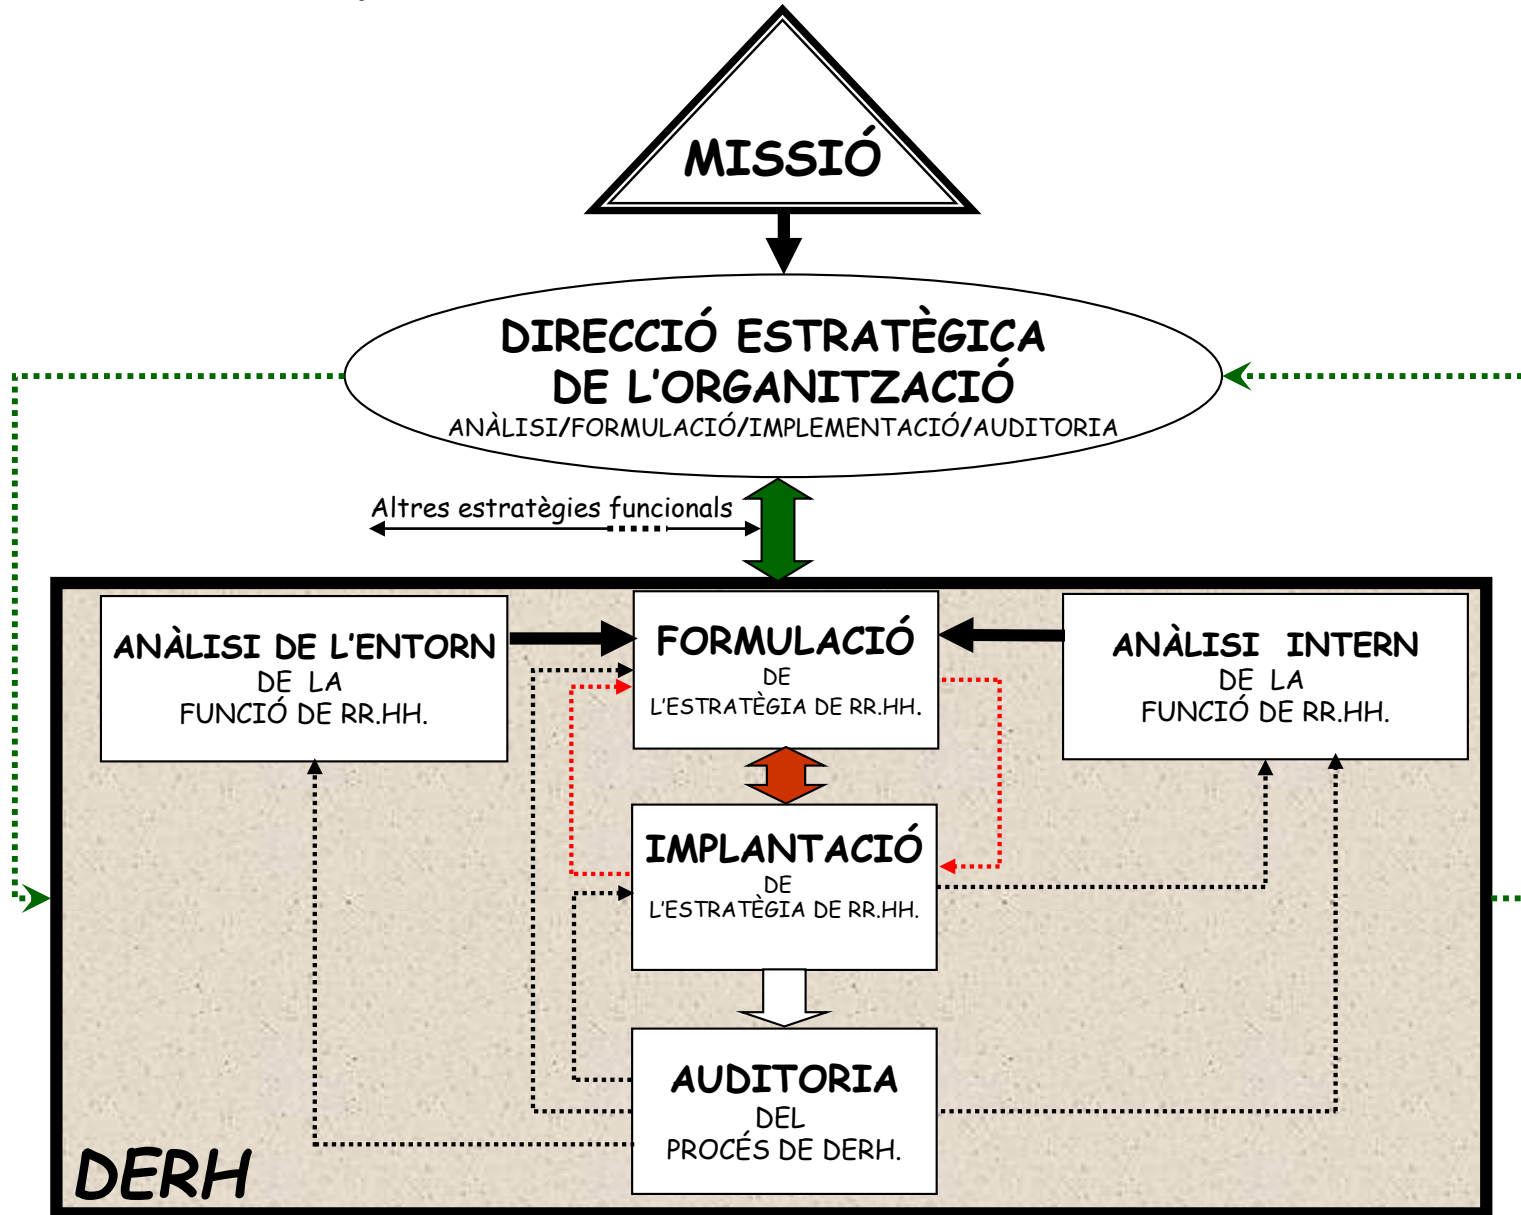 MISSIÓ
DIRECCIÓ ESTRATÈGICA
DE L'ORGANITZACIÓ
ANÀLISI/FORMULACIÓ/IMPLEMENTACIÓ/AUDITORIA
Altres estratègies funcionals
ANÀLISI DE L'ENTORN
DE LA
FUNCIÓ DE RR.HH.
FORMULACIÓ
DE
L'ESTRATÈGIA DE RR.HH.
ANÀLISI INTERN
DE LA
FUNCIÓ DE RR.HH.
IMPLANTACIÓ
DE
L'ESTRATÈGIA DE RR.HH.
AUDITORIA
DEL
PROCÉS DE DERH.
DERH